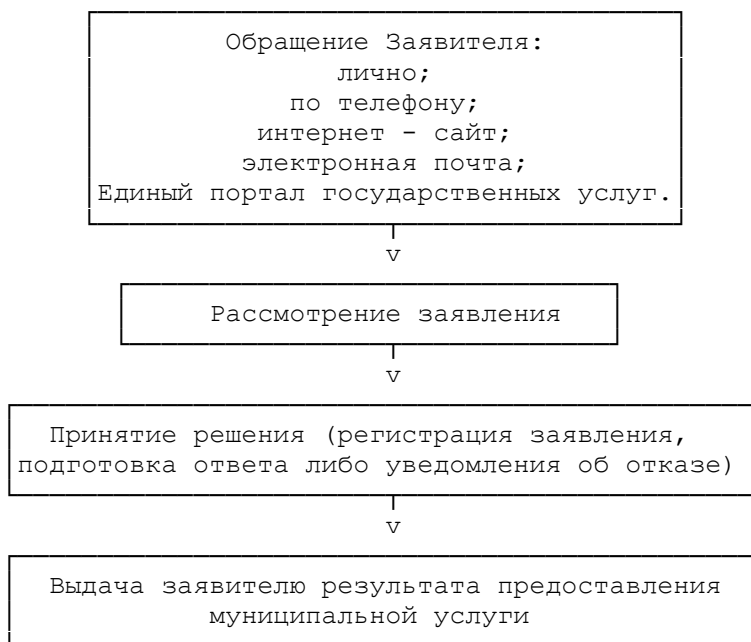 Обращение Заявителя:
лично;
по телефону;
интернет - сайт;
электронная почта;
Единый портал государственных услуг.
v
Рассмотрение заявления
v
Принятие решения (регистрация заявления,
подготовка ответа либо уведомления об отказе)
v
Выдача заявителю результата предоставления
муниципальной услуги